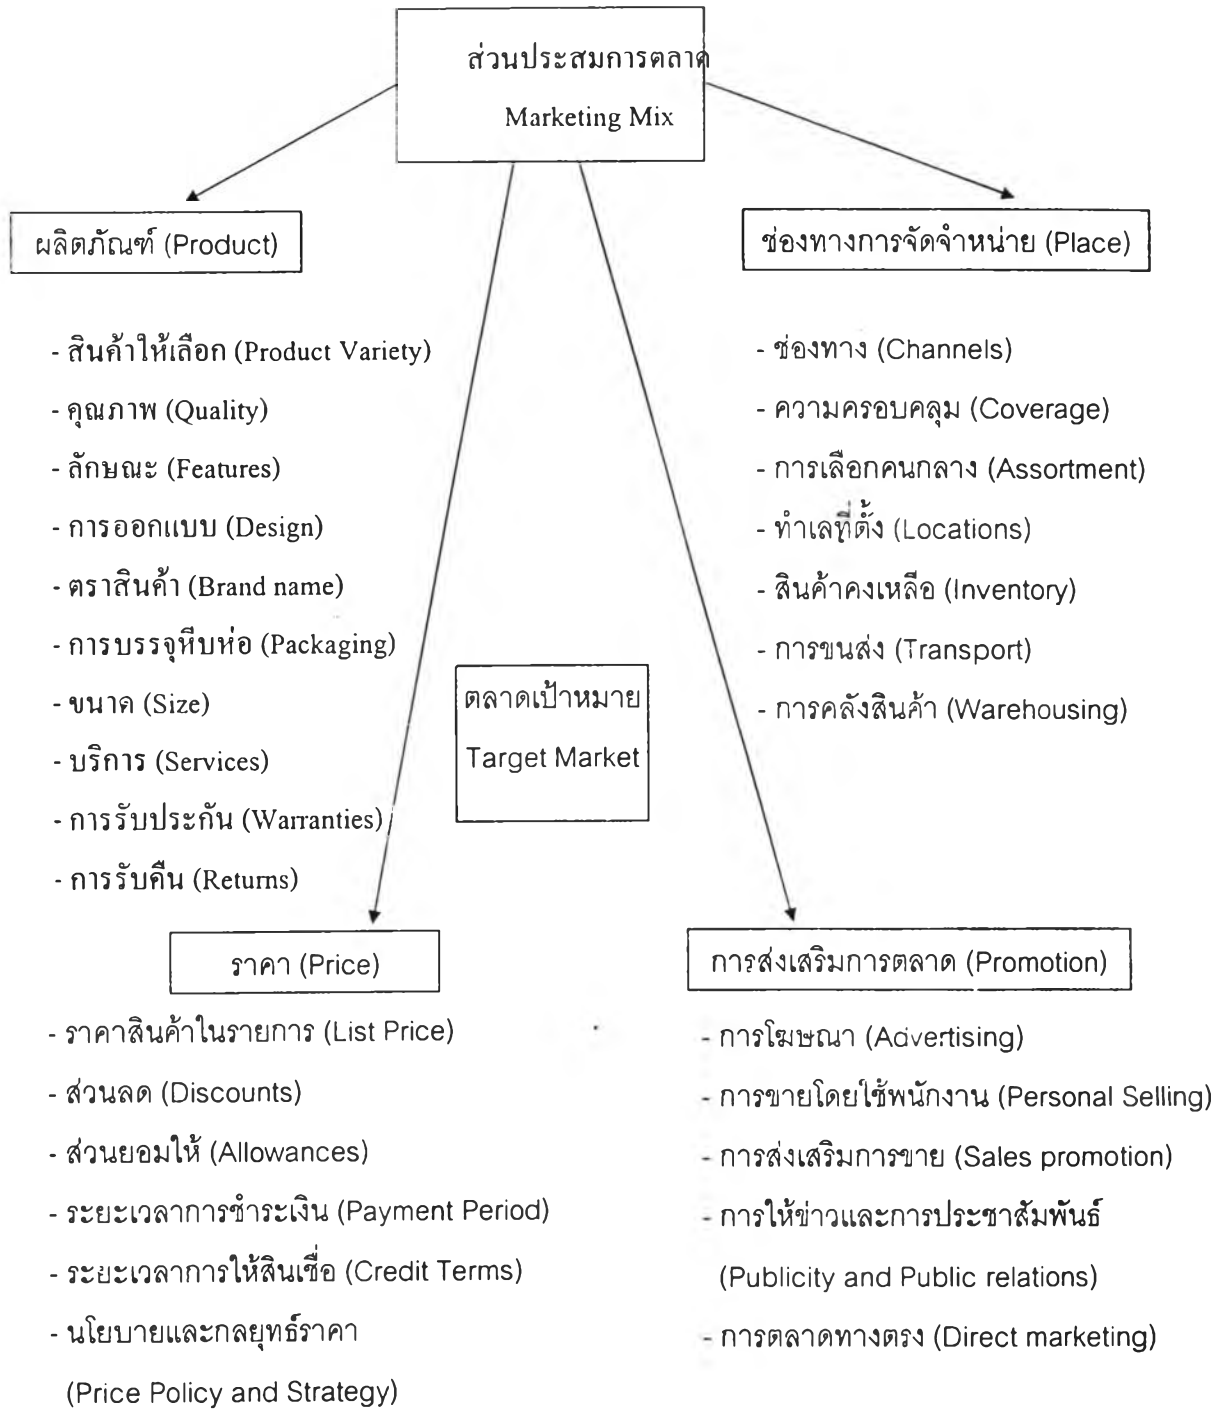 ส่วนประสมการตลาด
Marketing Mix
ผลิตภัณฑ์ (Product)
- สินค้าให้เลือก (Product Variety)
- คุณภาพ (Quality)
- ลักษณะ (Features)
- การออกแบบ (Design)
- ตราสินค้า (Brand name)
- การบรรจุหีบห่อ (Packaging)
- ขนาด (Size)
- บริการ (Services)
- การรับประกัน (Warranties)
- การรับคืน (Returns)
ช่องทางการจัดจำหน่าย (Place)
- ช่องทาง (Channels)
- ความครอบคลุม (Coverage)
- การเลือกคนกลาง (Assortment)
- ทำเลที่ตั้ง (Locations)
- สินค้าคงเหลือ (Inventory)
- การขนส่ง (Transport)
- การคลังสินค้า (Warehousing)
ตลาดเป้าหมาย
Target Market
ราคา (Price)
- ราคาสินค้าในรายการ (List Price)
- ส่วนลด (Discounts)
- ส่วนยอมให้ (Allowances)
- ระยะเวลาการชำระเงิน (Payment Period)
- ระยะเวลาการให้สินเชื่อ (Credit Terms)
- นโยบายและกลยุทธ์ราคา
(Price Policy and Strategy)
การส่งเสริมการตลาด (Promotion)
- การโฆษณา (Advertising)
- การขายโดยใช้พนักงาน (Personal Selling)
- การส่งเสริมการขาย (Sales promotion)
- การให้ข่าวและการประชาสัมพันธ์
(Publicity and Public relations)
- การตลาดทางตรง (Direct marketing)